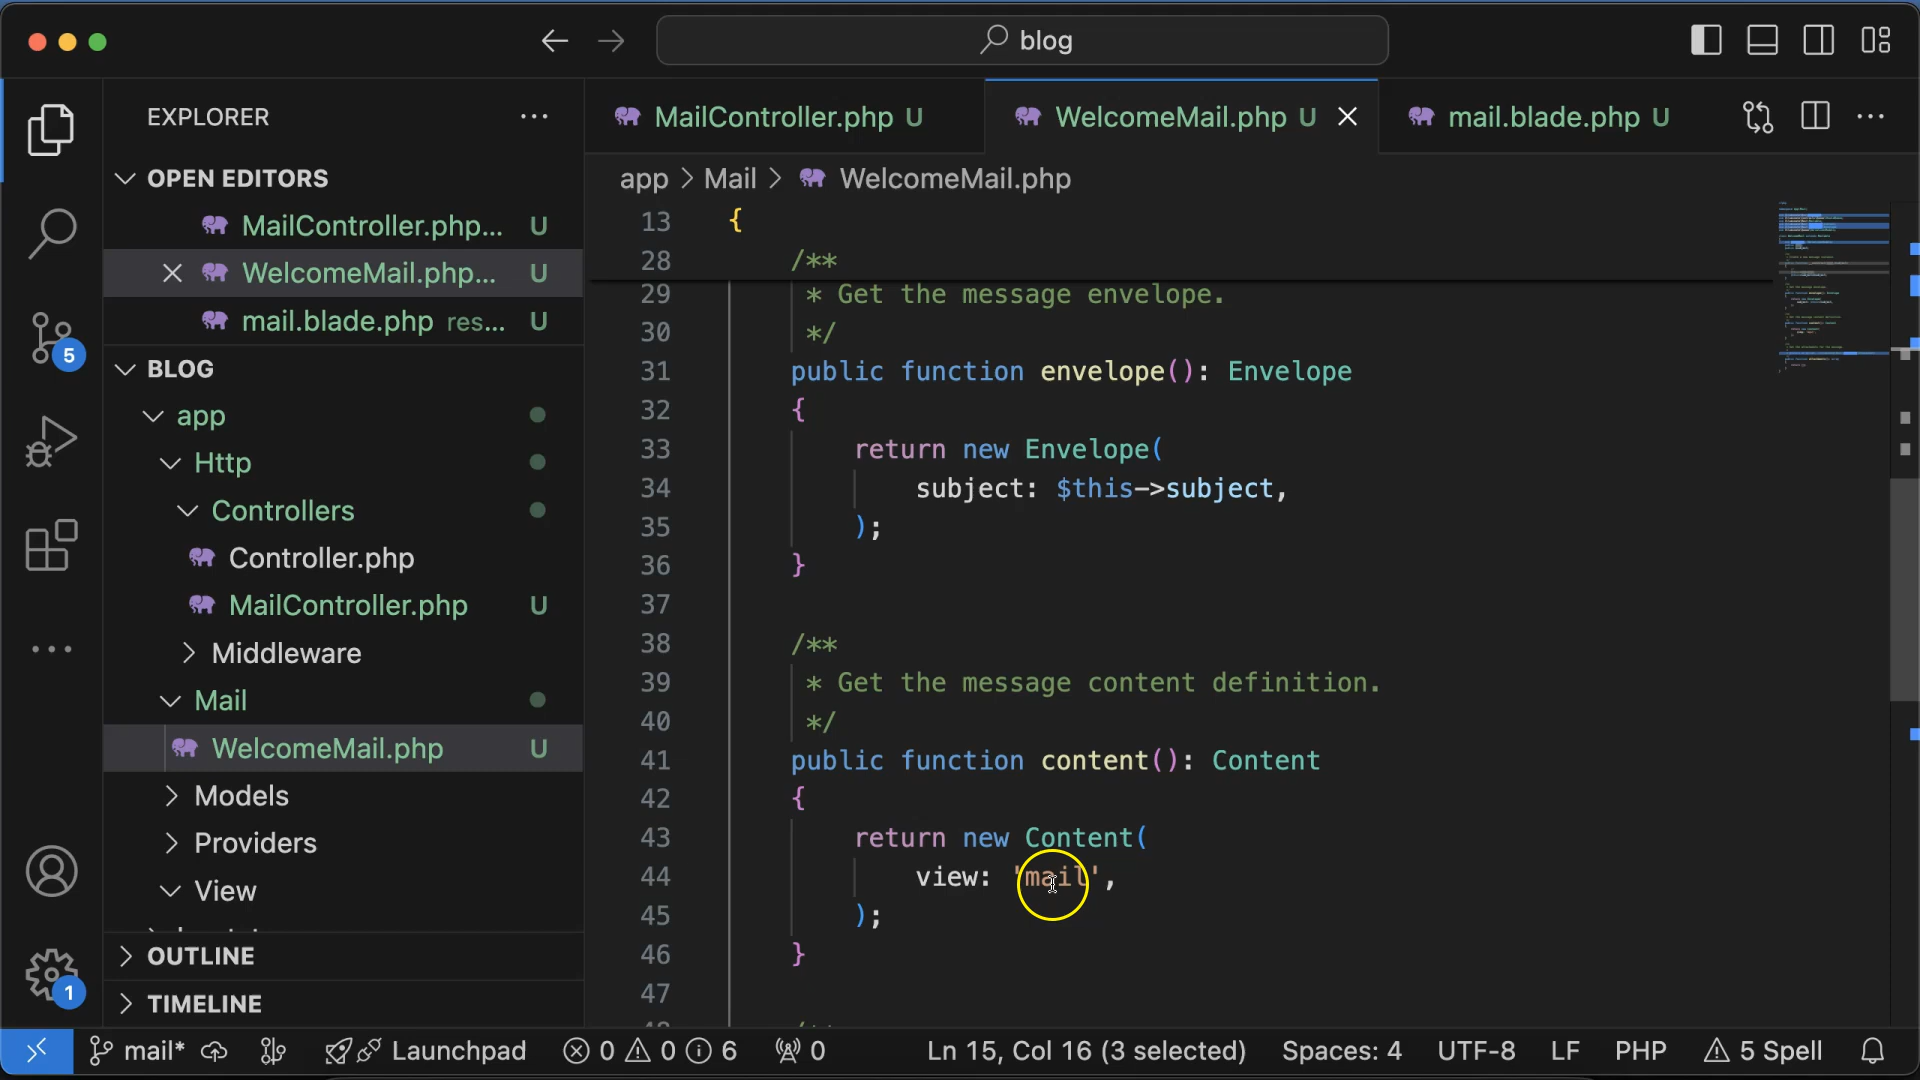 blog
EXPLORER
OPEN EDITORS
MailController.php... U
WelcomeMail.php... U
mail.blade.php res... U
BLOG
app
Http
Controllers
Controller.php
MailController.php U
Middleware
Mail
WelcomeMail.php U
Models
Providers
View
OUTLINE
TIMELINE
5
1
MailController.php U
WelcomeMail.php U
mail.blade.php U
app > Mail > WelcomeMail.php
13 {
28 /**
29 * Get the message envelope.
30 */
31 public function envelope(): Envelope
32 {
33 return new Envelope(
34 subject: $this->subject,
35 );
36 }
37
38 /**
39 * Get the message content definition.
40 */
41 public function content(): Content
42 {
43 return new Content(
44 view: 'mail',
45 );
46 }
47
mail* Launchpad 0 0 6 0 Ln 15, Col 16 (3 selected) Spaces: 4 UTF-8 LF PHP 5 Spell